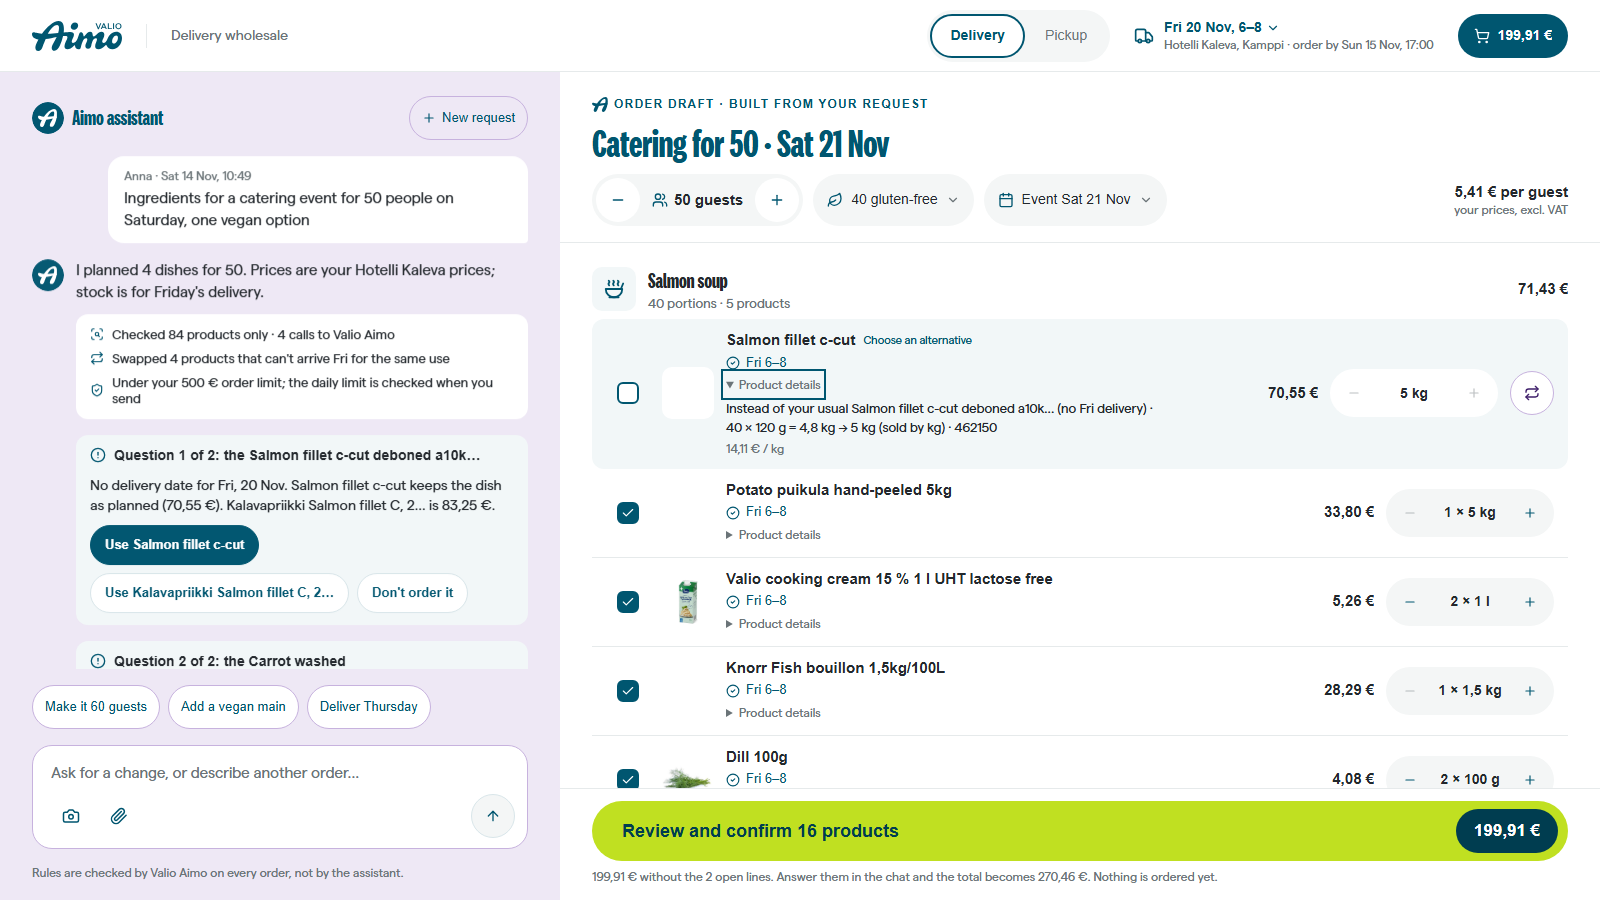 VALIO
Aimo
Delivery wholesale
Delivery
Pickup
Fri 20 Nov, 6–8
Hotelli Kaleva, Kamppi · order by Sun 15 Nov, 17:00
199,91 €
Aimo assistant
New request
Anna · Sat 14 Nov, 10:49
Ingredients for a catering event for 50 people on
Saturday, one vegan option
I planned 4 dishes for 50. Prices are your Hotelli Kaleva prices;
stock is for Friday's delivery.
Checked 84 products only · 4 calls to Valio Aimo
Swapped 4 products that can't arrive Fri for the same use
Under your 500 € order limit; the daily limit is checked when you
send
Question 1 of 2: the Salmon fillet c-cut deboned a10k…
No delivery date for Fri, 20 Nov. Salmon fillet c-cut keeps the dish
as planned (70,55 €). Kalavapriikki Salmon fillet C, 2… is 83,25 €.
Use Salmon fillet c-cut
Use Kalavapriikki Salmon fillet C, 2…
Don't order it
Question 2 of 2: the Carrot washed
Make it 60 guests
Add a vegan main
Deliver Thursday
Ask for a change, or describe another order…
Rules are checked by Valio Aimo on every order, not by the assistant.
ORDER DRAFT · BUILT FROM YOUR REQUEST
Catering for 50 · Sat 21 Nov
50 guests
40 gluten-free
Event Sat 21 Nov
5,41 € per guest
your prices, excl. VAT
Salmon soup
40 portions · 5 products
71,43 €
Salmon fillet c-cut Choose an alternative
Fri 6–8
Product details
Instead of your usual Salmon fillet c-cut deboned a10k… (no Fri delivery) ·
40 × 120 g = 4,8 kg → 5 kg (sold by kg) · 462150
14,11 € / kg
70,55 €
5 kg
Potato puikula hand-peeled 5kg
Fri 6–8
Product details
33,80 €
1 × 5 kg
Valio cooking cream 15 % 1 l UHT lactose free
Fri 6–8
Product details
5,26 €
2 × 1 l
Knorr Fish bouillon 1,5kg/100L
Fri 6–8
Product details
28,29 €
1 × 1,5 kg
Dill 100g
Fri 6–8
4,08 €
2 × 100 g
Review and confirm 16 products
199,91 €
199,91 € without the 2 open lines. Answer them in the chat and the total becomes 270,46 €. Nothing is ordered yet.